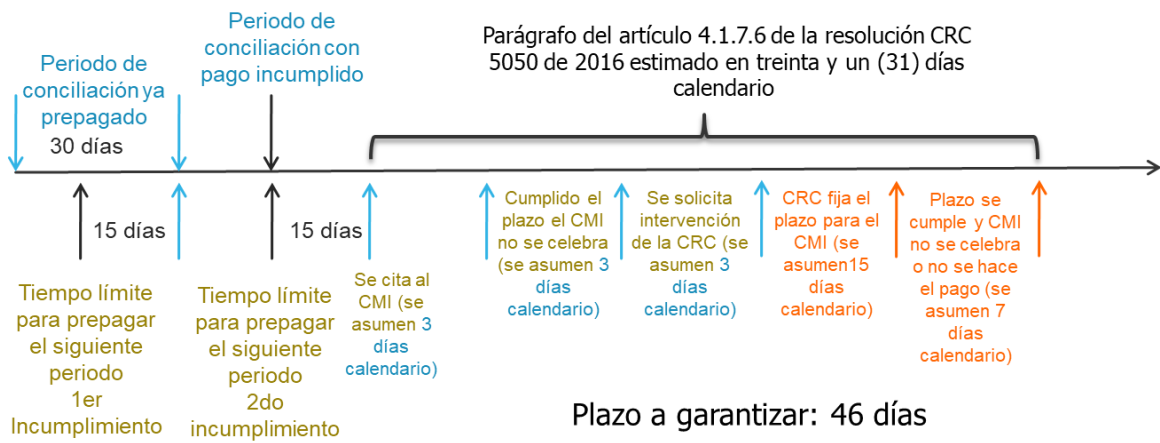 Periodo de
conciliación ya
prepagado
30 días
Periodo de
conciliación con
pago incumplido
Parágrafo del artículo 4.1.7.6 de la resolución CRC
5050 de 2016 estimado en treinta y un (31) días
calendario
15 días
15 días
Tiempo límite
para prepagar
el siguiente
periodo
1er
Incumplimiento
Tiempo límite
para prepagar
el siguiente
periodo
2do
incumplimiento
Se cita al
CMI (se
asumen 3
días
calendario)
Cumplido el
plazo el CMI
no se celebra
(se asumen 3
días
calendario)
Se solicita
intervención
de la CRC (se
asumen 3
días
calendario)
CRC fija el
plazo para el
CMI (se
asumen15
días
calendario)
Plazo se
cumple y CMI
no se celebra
o no se hace
el pago (se
asumen 7
días
calendario)
Plazo a garantizar: 46 días